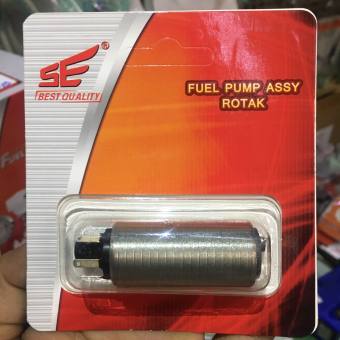 SE®
BEST QUALITY
FUEL PUMP ASSY
ROTAK